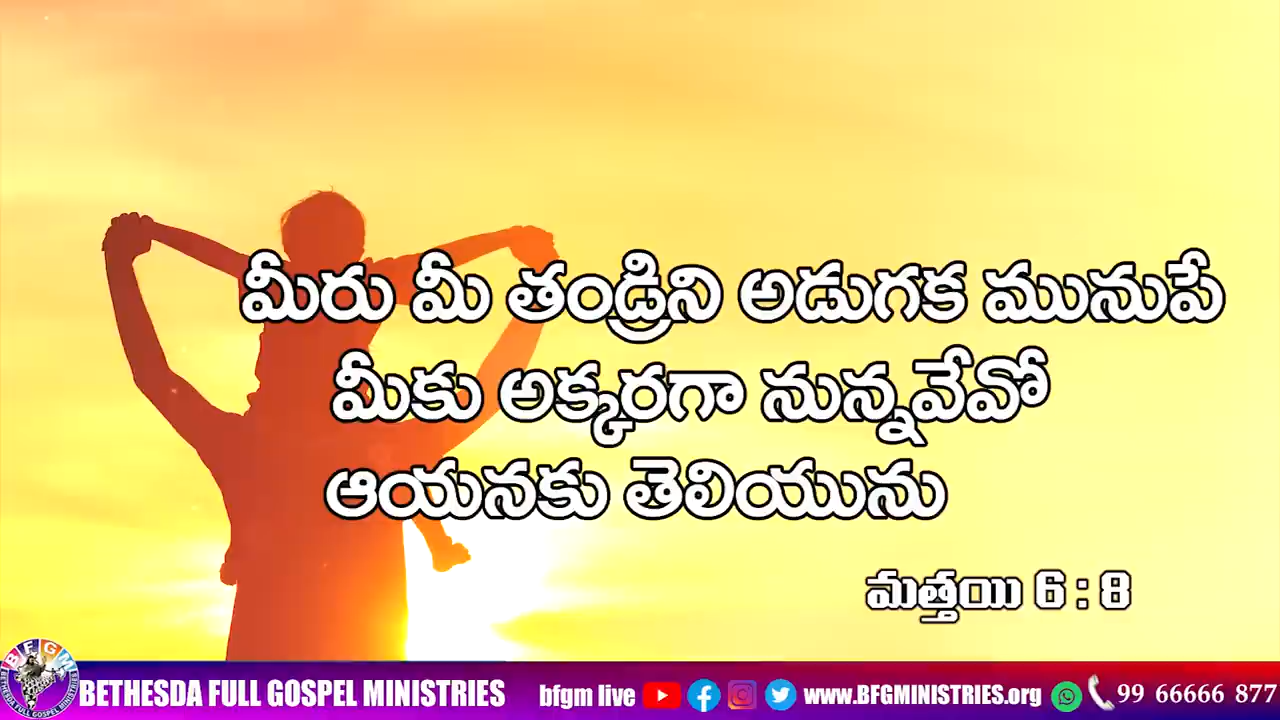 మీరు మీ తండ్రిని అడుగక మునుపే
మీకు అక్కరగా నున్నవేవో
ఆయనకు తెలియును
మత్తయి 6 : 8
BFGM
BETHESDA FULL GOSPEL MINISTRIES bfgm live www.BFGMINISTRIES.org 99 66666 877